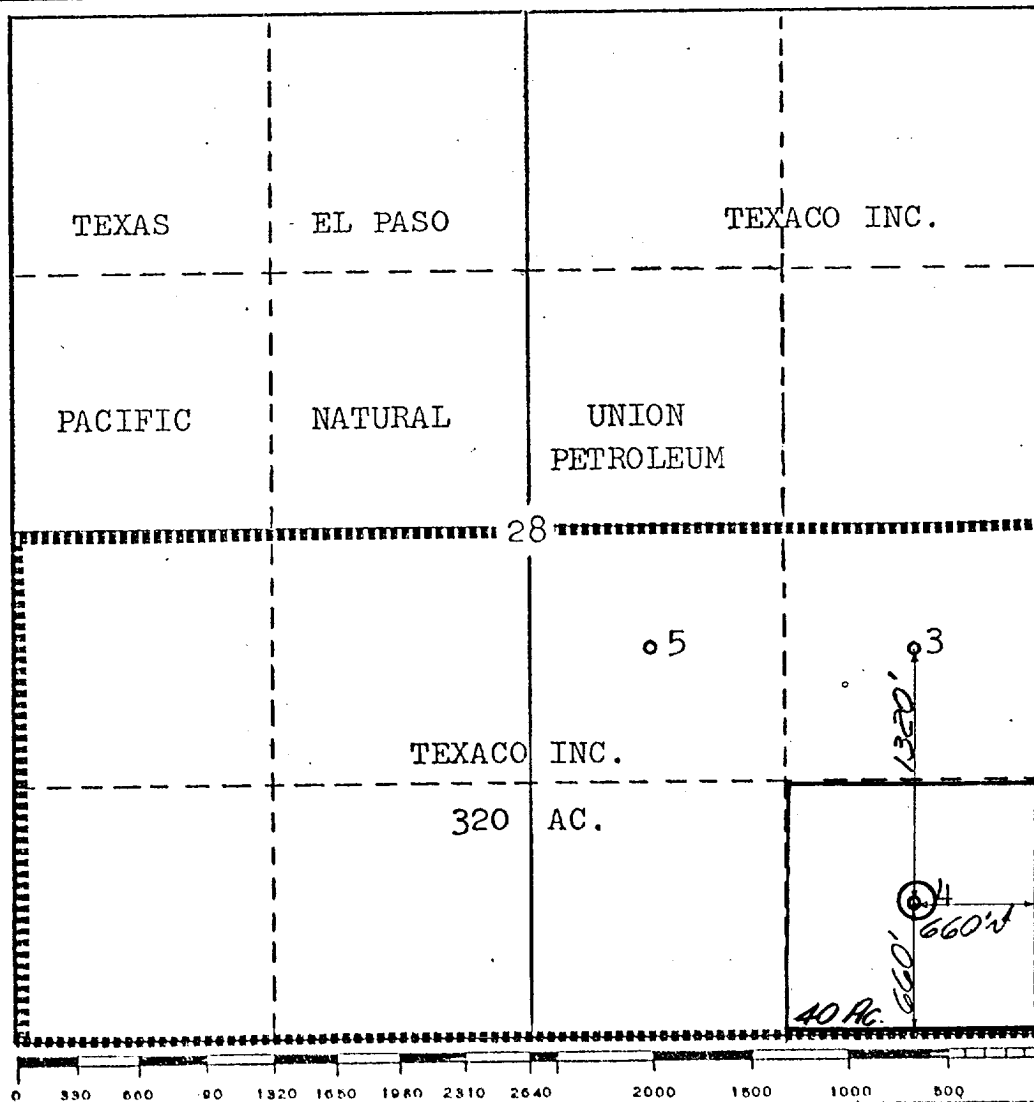 TEXAS EL PASO TEXACO INC.
PACIFIC NATURAL UNION
PETROLEUM
28
5 3
1320'
TEXACO INC.
320 AC.
4
660'
660'
40 AC.
0 330 660 90 1320 1650 1980 2310 2640 2000 1500 1000 500